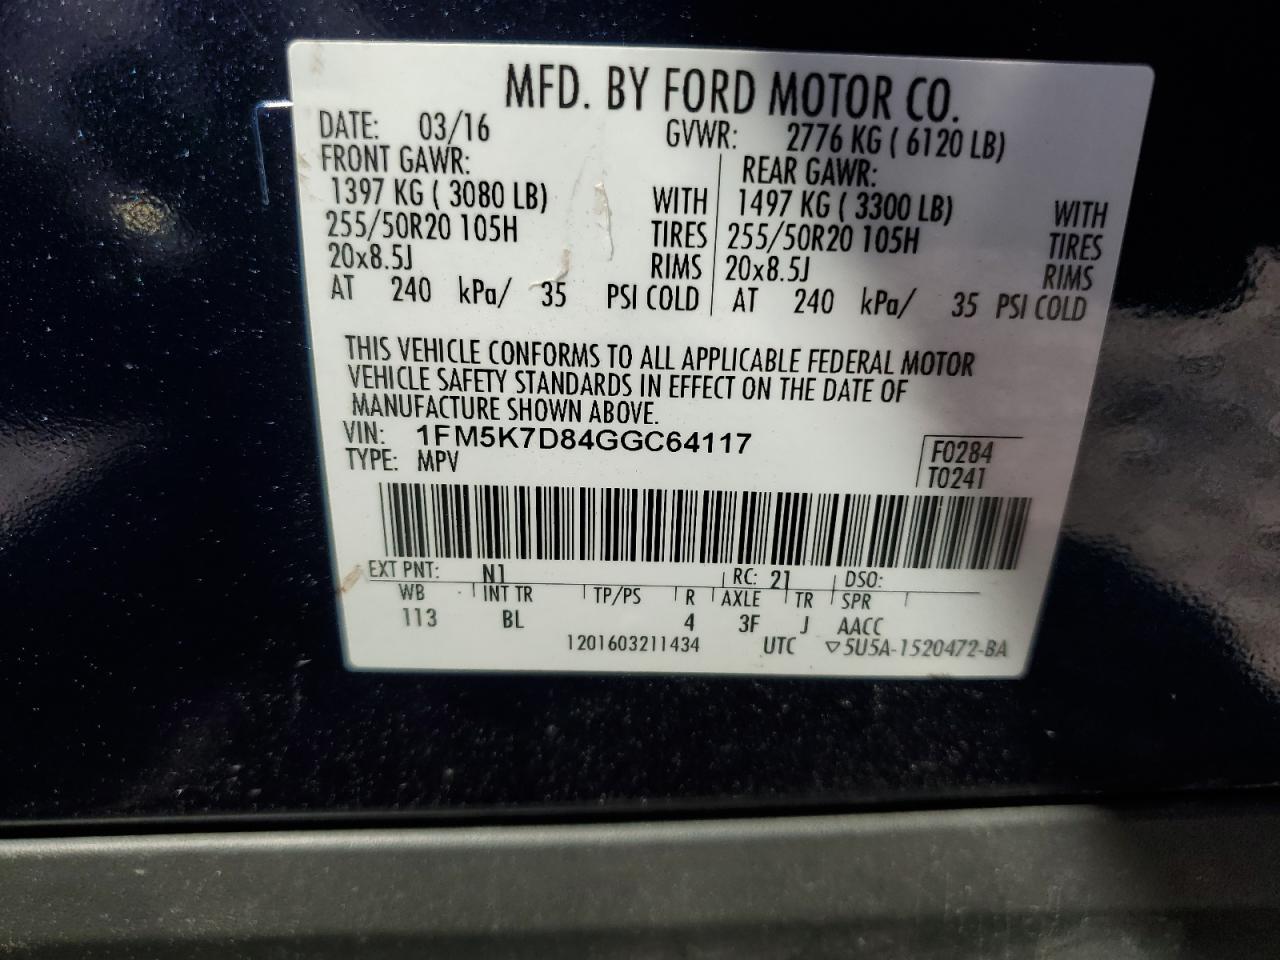 MFD. BY FORD MOTOR CO.
DATE: 03/16 GVWR: 2776 KG ( 6120 LB)
FRONT GAWR: REAR GAWR:
1397 KG ( 3080 LB) WITH 1497 KG ( 3300 LB) WITH
255/50R20 105H TIRES 255/50R20 105H TIRES
20x8.5J RIMS 20x8.5J RIMS
AT 240 kPa/ 35 PSI COLD AT 240 kPa/ 35 PSI COLD
THIS VEHICLE CONFORMS TO ALL APPLICABLE FEDERAL MOTOR
VEHICLE SAFETY STANDARDS IN EFFECT ON THE DATE OF
MANUFACTURE SHOWN ABOVE.
VIN: 1FM5K7D84GGC64117
TYPE: MPV
F0284
T0241
EXT PNT: N1 RC: 21 DSO:
WB INT TR TP/PS R AXLE TR SPR
113 BL 4 3F J AACC
1201603211434 UTC ▽5U5A-1520472-BA